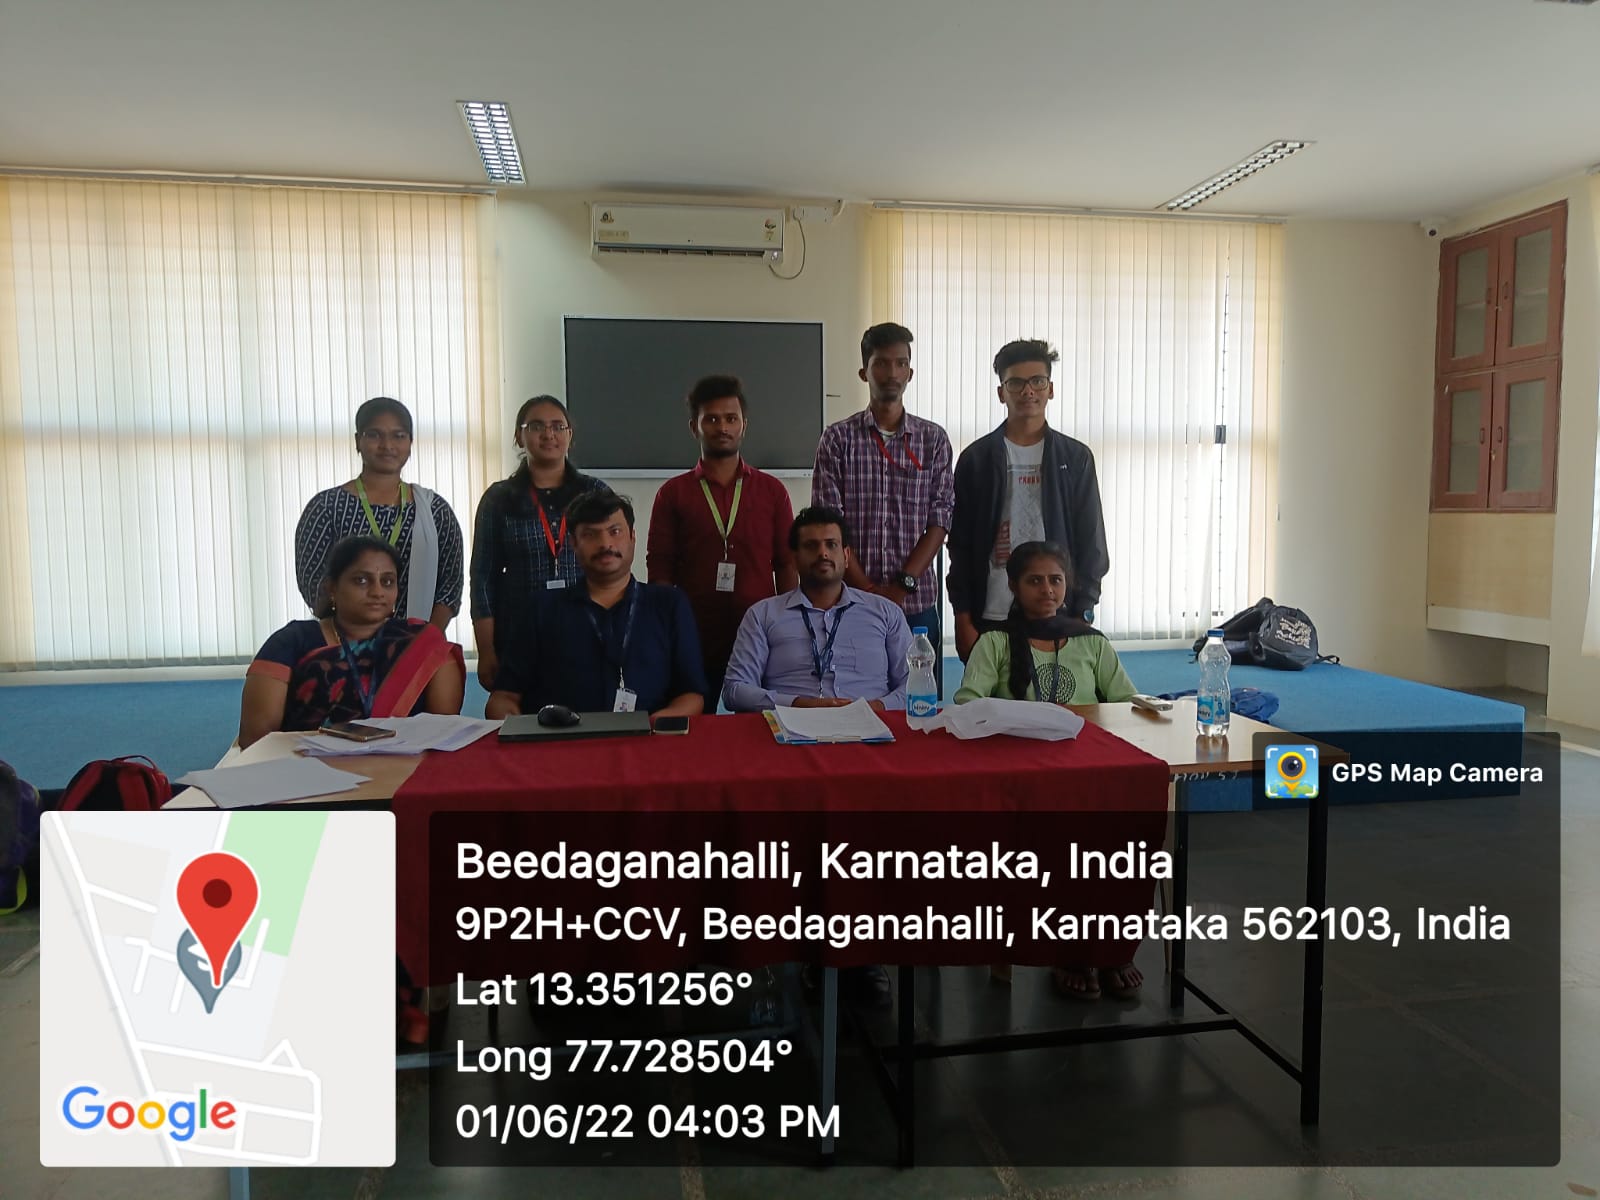 GPS Map Camera
Beedaganahalli, Karnataka, India
9P2H+CCV, Beedaganahalli, Karnataka 562103, India
Lat 13.351256°
Long 77.728504°
01/06/22 04:03 PM
Google